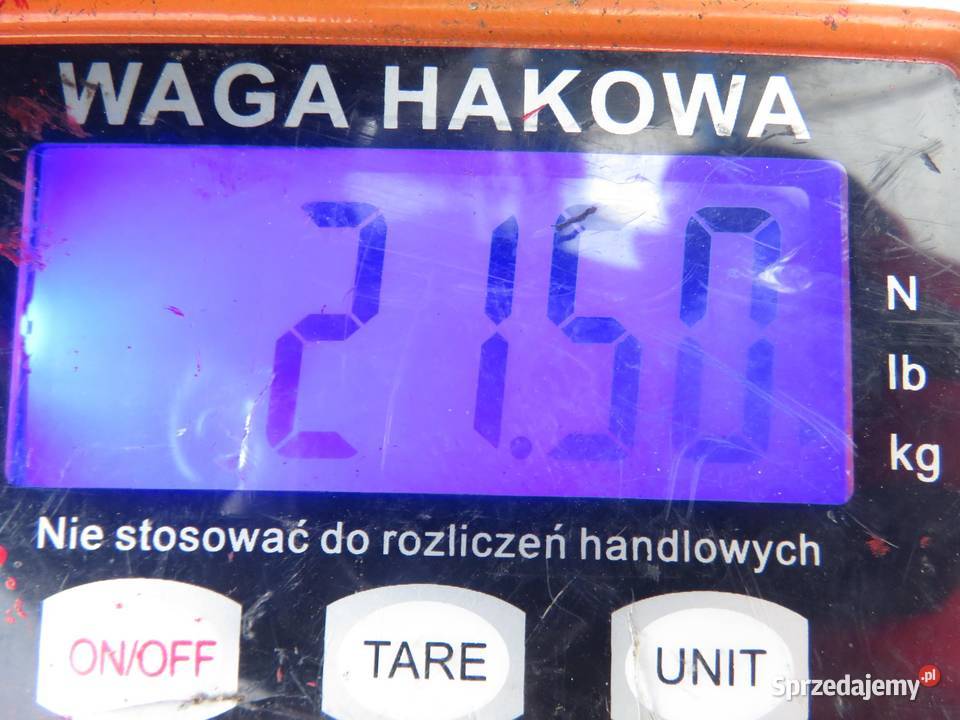 WAGA HAKOWA
21.50
N
lb
kg
Nie stosować do rozliczeń handlowych
ON/OFF TARE UNIT
Sprzedajemy.pl